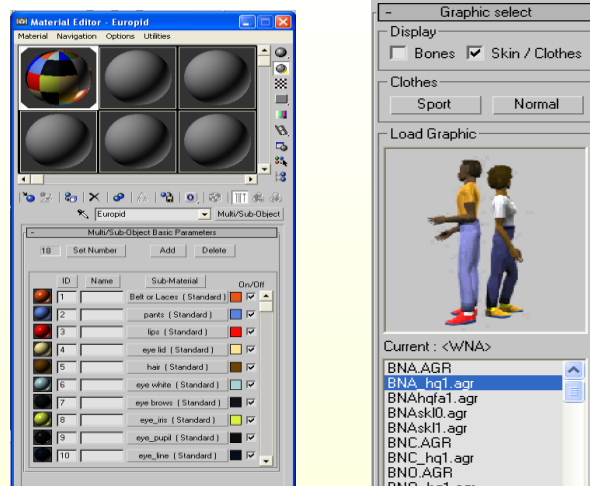 Material Editor - Europid
Material Navigation Options Utilities
Europid Multi/Sub-Object
- Multi/Sub-Object Basic Parameters
18 Set Number Add Delete
ID Name Sub-Material On/Off
1 Belt or Laces ( Standard )
2 pants ( Standard )
3 lips ( Standard )
4 eye lid ( Standard )
5 hair ( Standard )
6 eye white ( Standard )
7 eye brows ( Standard )
8 eye_iris ( Standard )
9 eye_pupil ( Standard )
10 eye_line ( Standard )
- Graphic select
Display
Bones Skin / Clothes
Clothes
Sport Normal
Load Graphic
Current : <WNA>
BNA.AGR
BNA_hq1.agr
BNAhqfa1.agr
BNAskl0.agr
BNAskl1.agr
BNC.AGR
BNC_hq1.agr
BNO.AGR